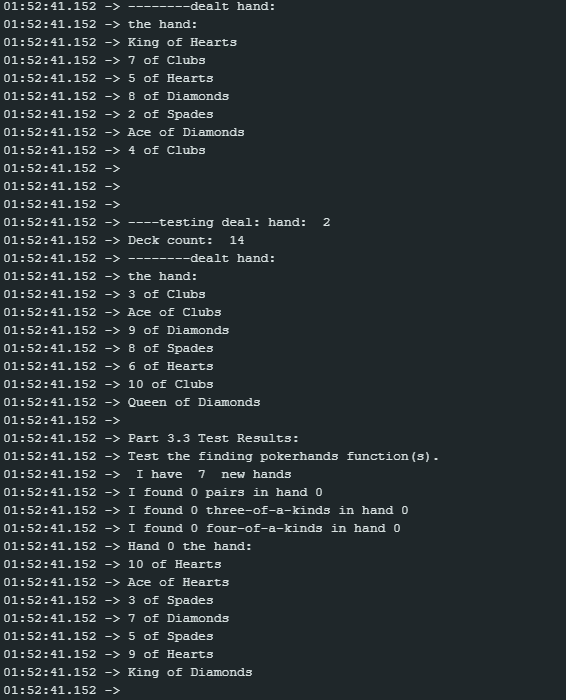 01:52:41.152 -> --------dealt hand:
01:52:41.152 -> the hand:
01:52:41.152 -> King of Hearts
01:52:41.152 -> 7 of Clubs
01:52:41.152 -> 5 of Hearts
01:52:41.152 -> 8 of Diamonds
01:52:41.152 -> 2 of Spades
01:52:41.152 -> Ace of Diamonds
01:52:41.152 -> 4 of Clubs
01:52:41.152 ->
01:52:41.152 ->
01:52:41.152 ->
01:52:41.152 -> ----testing deal: hand:  2
01:52:41.152 -> Deck count:  14
01:52:41.152 -> --------dealt hand:
01:52:41.152 -> the hand:
01:52:41.152 -> 3 of Clubs
01:52:41.152 -> Ace of Clubs
01:52:41.152 -> 9 of Diamonds
01:52:41.152 -> 8 of Spades
01:52:41.152 -> 6 of Hearts
01:52:41.152 -> 10 of Clubs
01:52:41.152 -> Queen of Diamonds
01:52:41.152 ->
01:52:41.152 -> Part 3.3 Test Results:
01:52:41.152 -> Test the finding pokerhands function(s).
01:52:41.152 ->  I have  7  new hands
01:52:41.152 -> I found 0 pairs in hand 0
01:52:41.152 -> I found 0 three-of-a-kinds in hand 0
01:52:41.152 -> I found 0 four-of-a-kinds in hand 0
01:52:41.152 -> Hand 0 the hand:
01:52:41.152 -> 10 of Hearts
01:52:41.152 -> Ace of Hearts
01:52:41.152 -> 3 of Spades
01:52:41.152 -> 7 of Diamonds
01:52:41.152 -> 5 of Spades
01:52:41.152 -> 9 of Hearts
01:52:41.152 -> King of Diamonds
01:52:41.152 ->